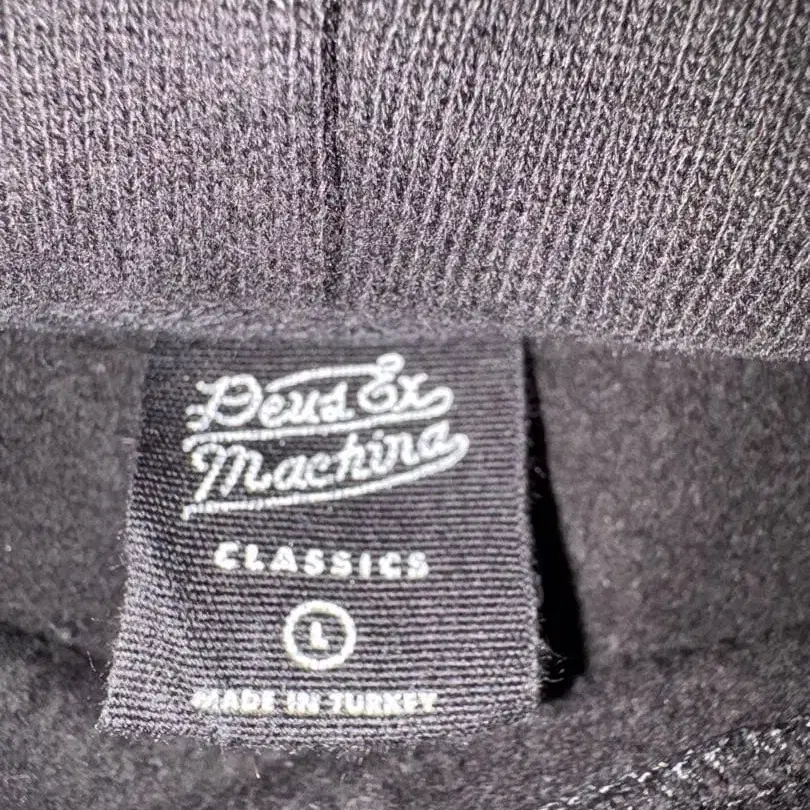 Deus Ex
Machina
CLASSICS
L
MADE IN TURKEY